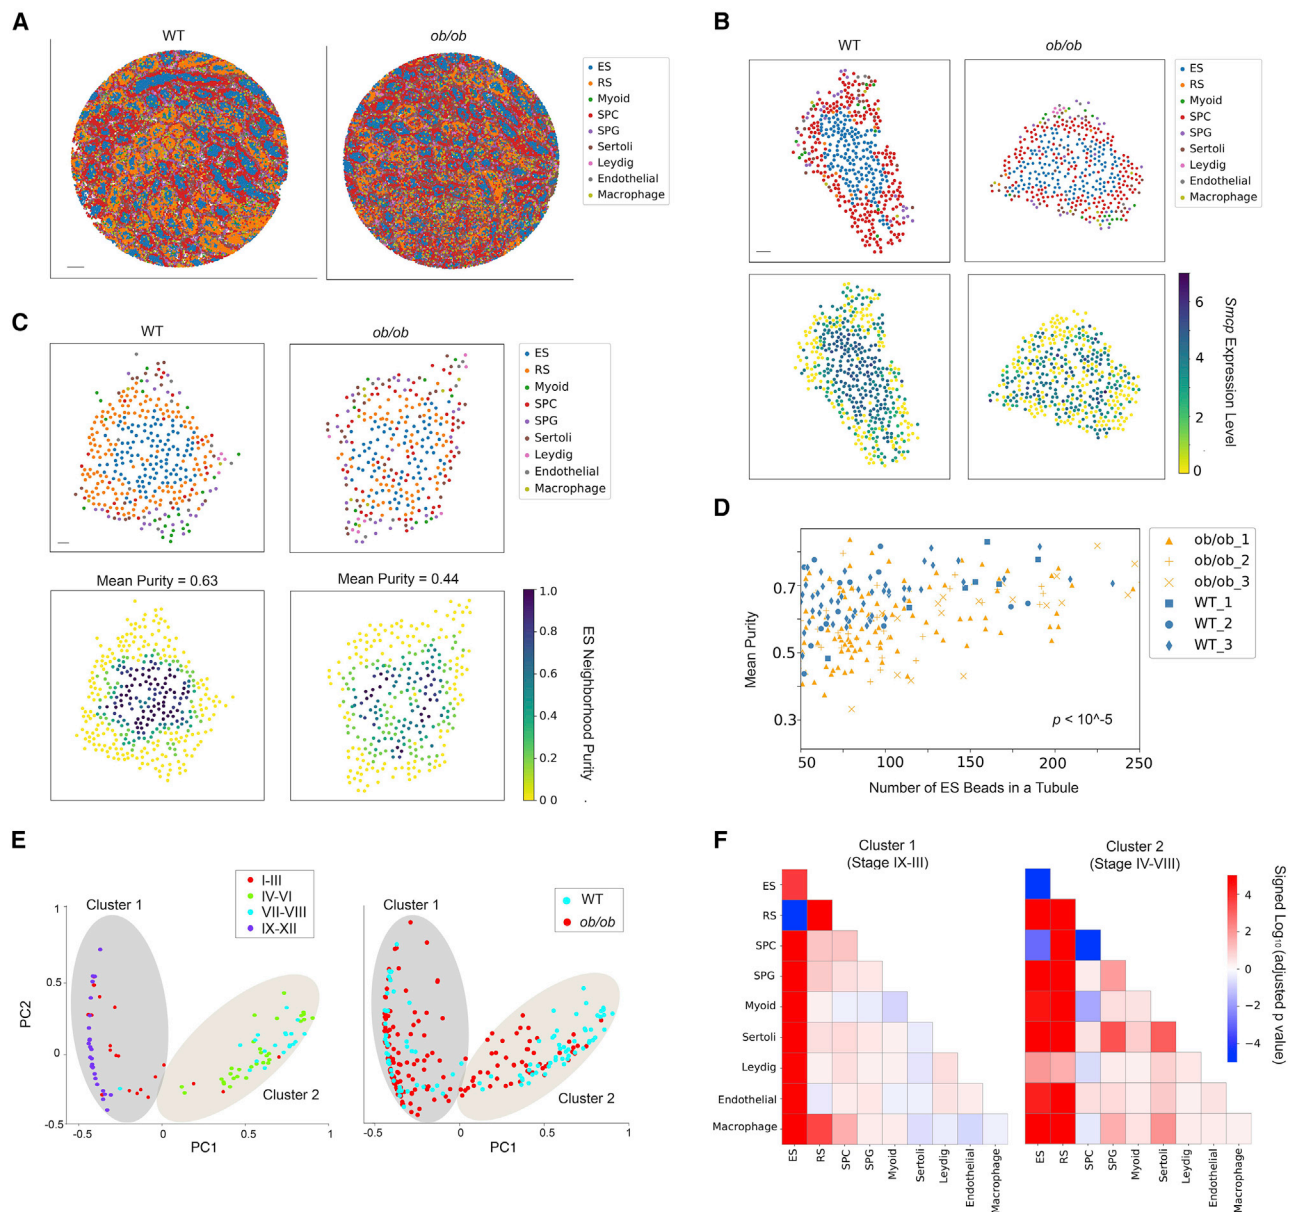 A
WT
ob/ob
ES
RS
Myoid
SPC
SPG
Sertoli
Leydig
Endothelial
Macrophage
B
WT
ob/ob
ES
RS
Myoid
SPC
SPG
Sertoli
Leydig
Endothelial
Macrophage
6
4
2
0
Smcp Expression Level
C
WT
ob/ob
ES
RS
Myoid
SPC
SPG
Sertoli
Leydig
Endothelial
Macrophage
Mean Purity = 0.63
Mean Purity = 0.44
1.0
0.8
0.6
0.4
0.2
0 0
ES Neighborhood Purity
D
Mean Purity
0.7
0.5
0.3
50
100
150
200
250
Number of ES Beads in a Tubule
p < 10^-5
ob/ob_1
ob/ob_2
ob/ob_3
WT_1
WT_2
WT_3
E
I-III
IV-VI
VII-VIII
IX-XII
Cluster 1
Cluster 2
PC2
1
0.5
0
-0.5
-0.5
0
0.5
1
PC1
WT
ob/ob
Cluster 1
Cluster 2
-0.5
0
0.5
1
PC1
F
Cluster 1
(Stage IX-III)
Cluster 2
(Stage IV-VIII)
ES
RS
SPC
SPG
Myoid
Sertoli
Leydig
Endothelial
Macrophage
ES
RS
SPC
SPG
Myoid
Sertoli
Leydig
Endothelial
Macrophage
ES
RS
SPC
SPG
Myoid
Sertoli
Leydig
Endothelial
Macrophage
4
2
0
−2
−4
Signed Log₁₀(adjusted p value)